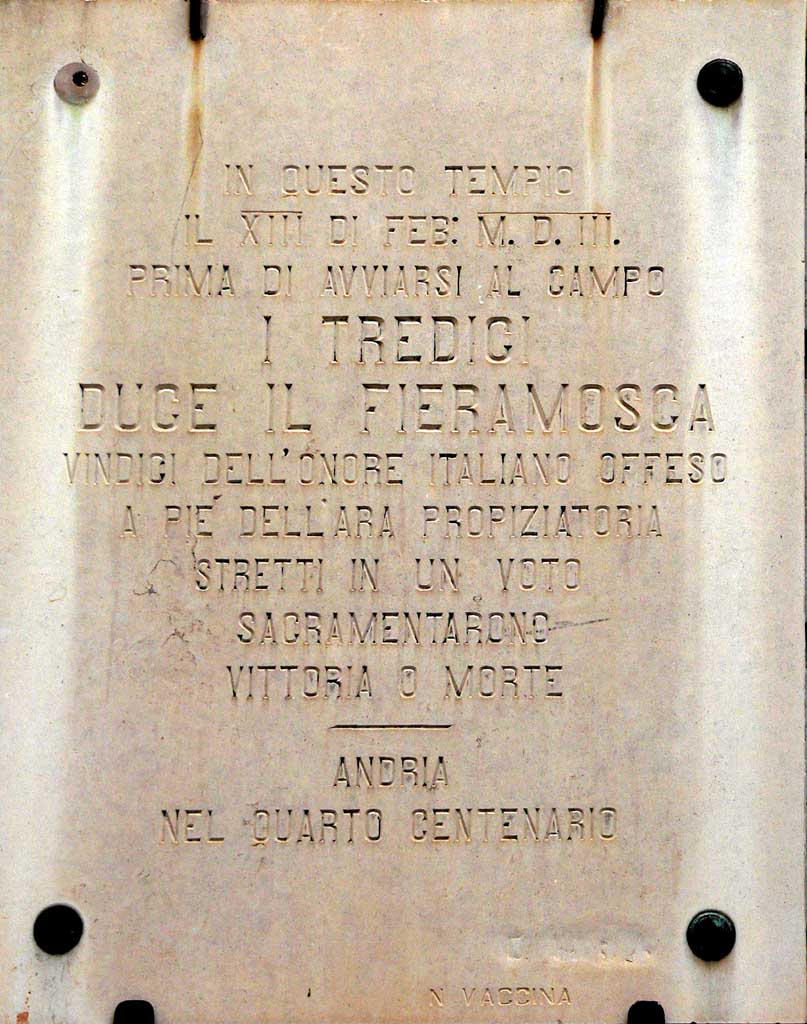 IN QUESTO TEMPIO
IL XIII DI FEB: M. D. III.
PRIMA DI AVVIARSI AL CAMPO
I TREDICI
DUCE IL FIERAMOSCA
VINDICI DELL'ONORE ITALIANO OFFESO
A PIÉ DELL'ARA PROPIZIATORIA
STRETTI IN UN VOTO
SACRAMENTARONO
VITTORIA O MORTE
ANDRIA
NEL QUARTO CENTENARIO
N VACCINA